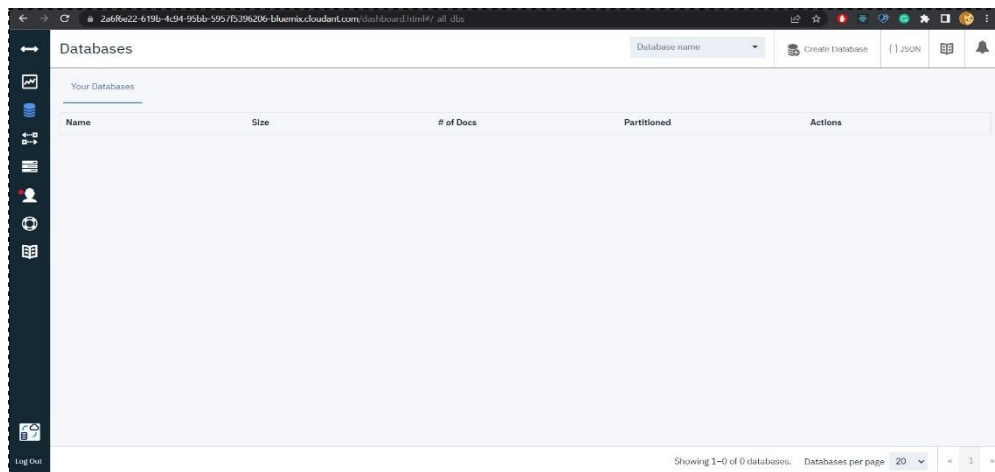 2a6f6e22-619b-4c94-95bb-5957f5396206-bluemix.cloudant.com/dashboard.html#/_all_dbs
Databases
Database name
Create Database
{ } JSON
Your Databases
Name Size # of Docs Partitioned Actions
Log Out
Showing 1–0 of 0 databases. Databases per page 20 « 1 »